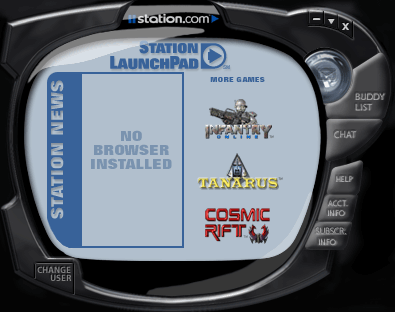 station.com
STATION
LAUNCHPAD
MORE GAMES
STATION NEWS
NO
BROWSER
INSTALLED
INFANTRY
ONLINE
TANARUS
COSMIC
RIFT
BUDDY
LIST
CHAT
HELP
ACCT.
INFO
SUBSCR.
INFO
CHANGE
USER